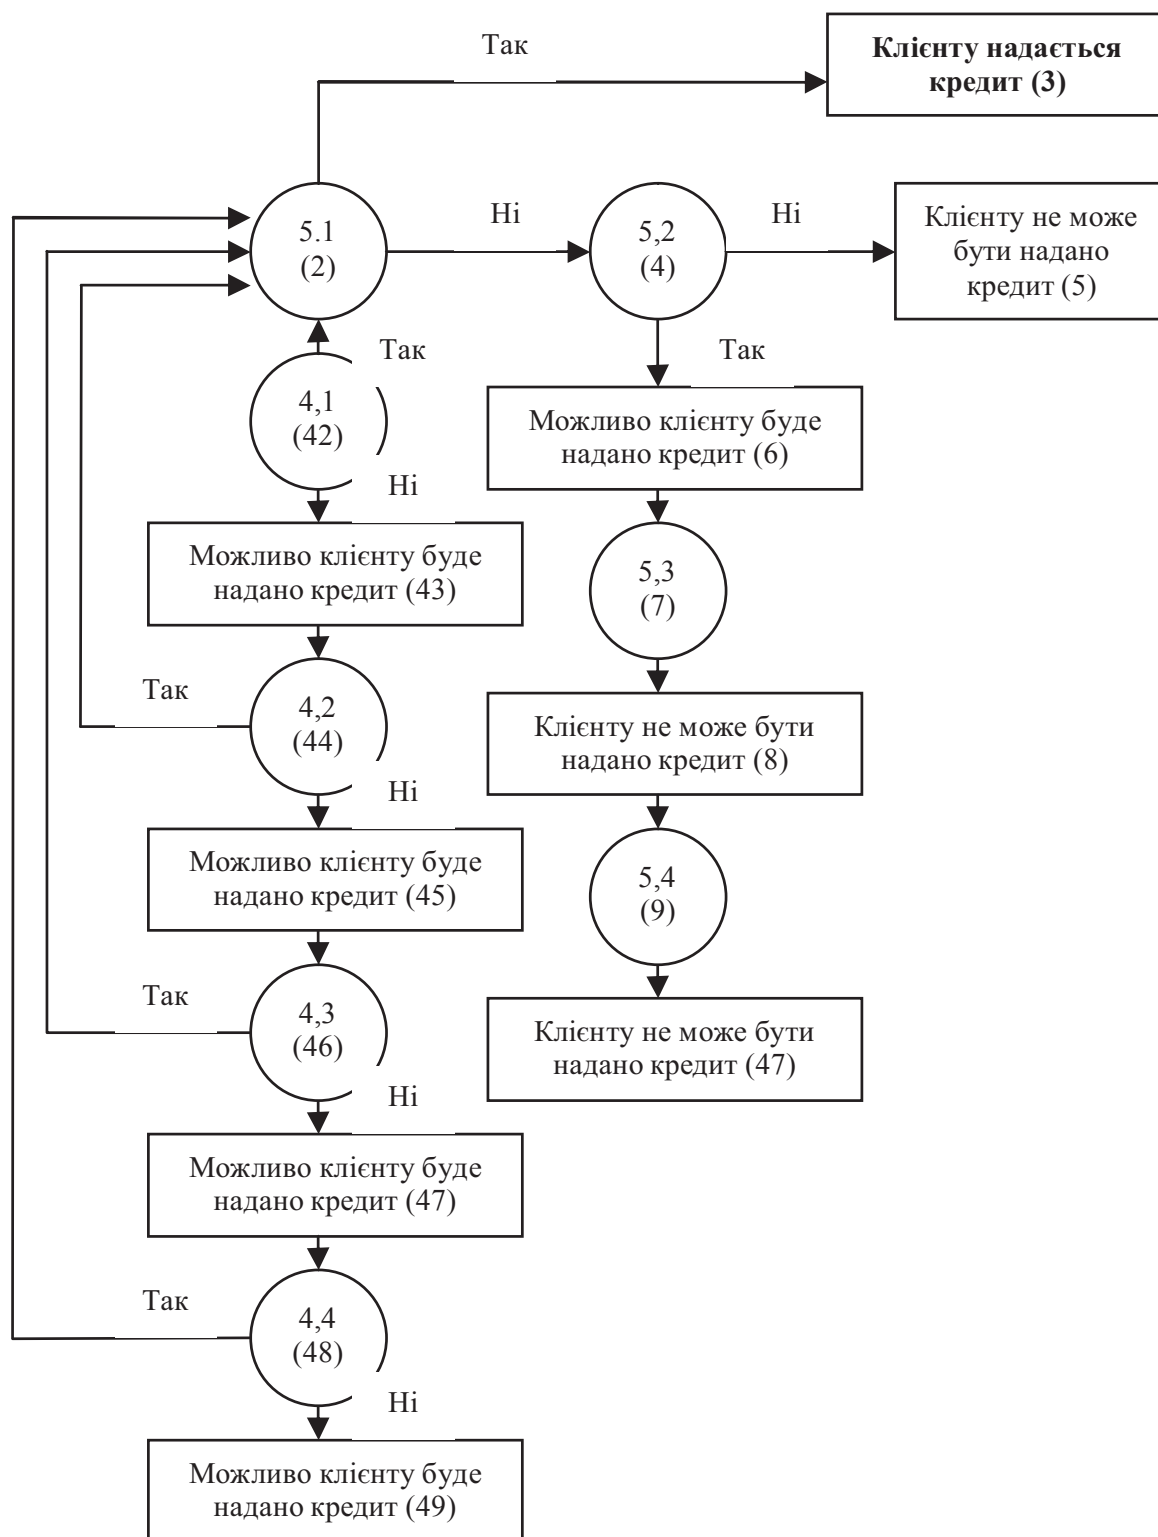 Так
Клієнту надається
кредит (3)
5.1
(2)
Ні
5,2
(4)
Ні
Клієнту не може
бути надано
кредит (5)
Так
Так
4,1
(42)
Можливо клієнту буде
надано кредит (6)
Ні
Можливо клієнту буде
надано кредит (43)
5,3
(7)
Так
4,2
(44)
Клієнту не може бути
надано кредит (8)
Ні
Можливо клієнту буде
надано кредит (45)
5,4
(9)
Так
4,3
(46)
Клієнту не може бути
надано кредит (47)
Ні
Можливо клієнту буде
надано кредит (47)
Так
4,4
(48)
Ні
Можливо клієнту буде
надано кредит (49)